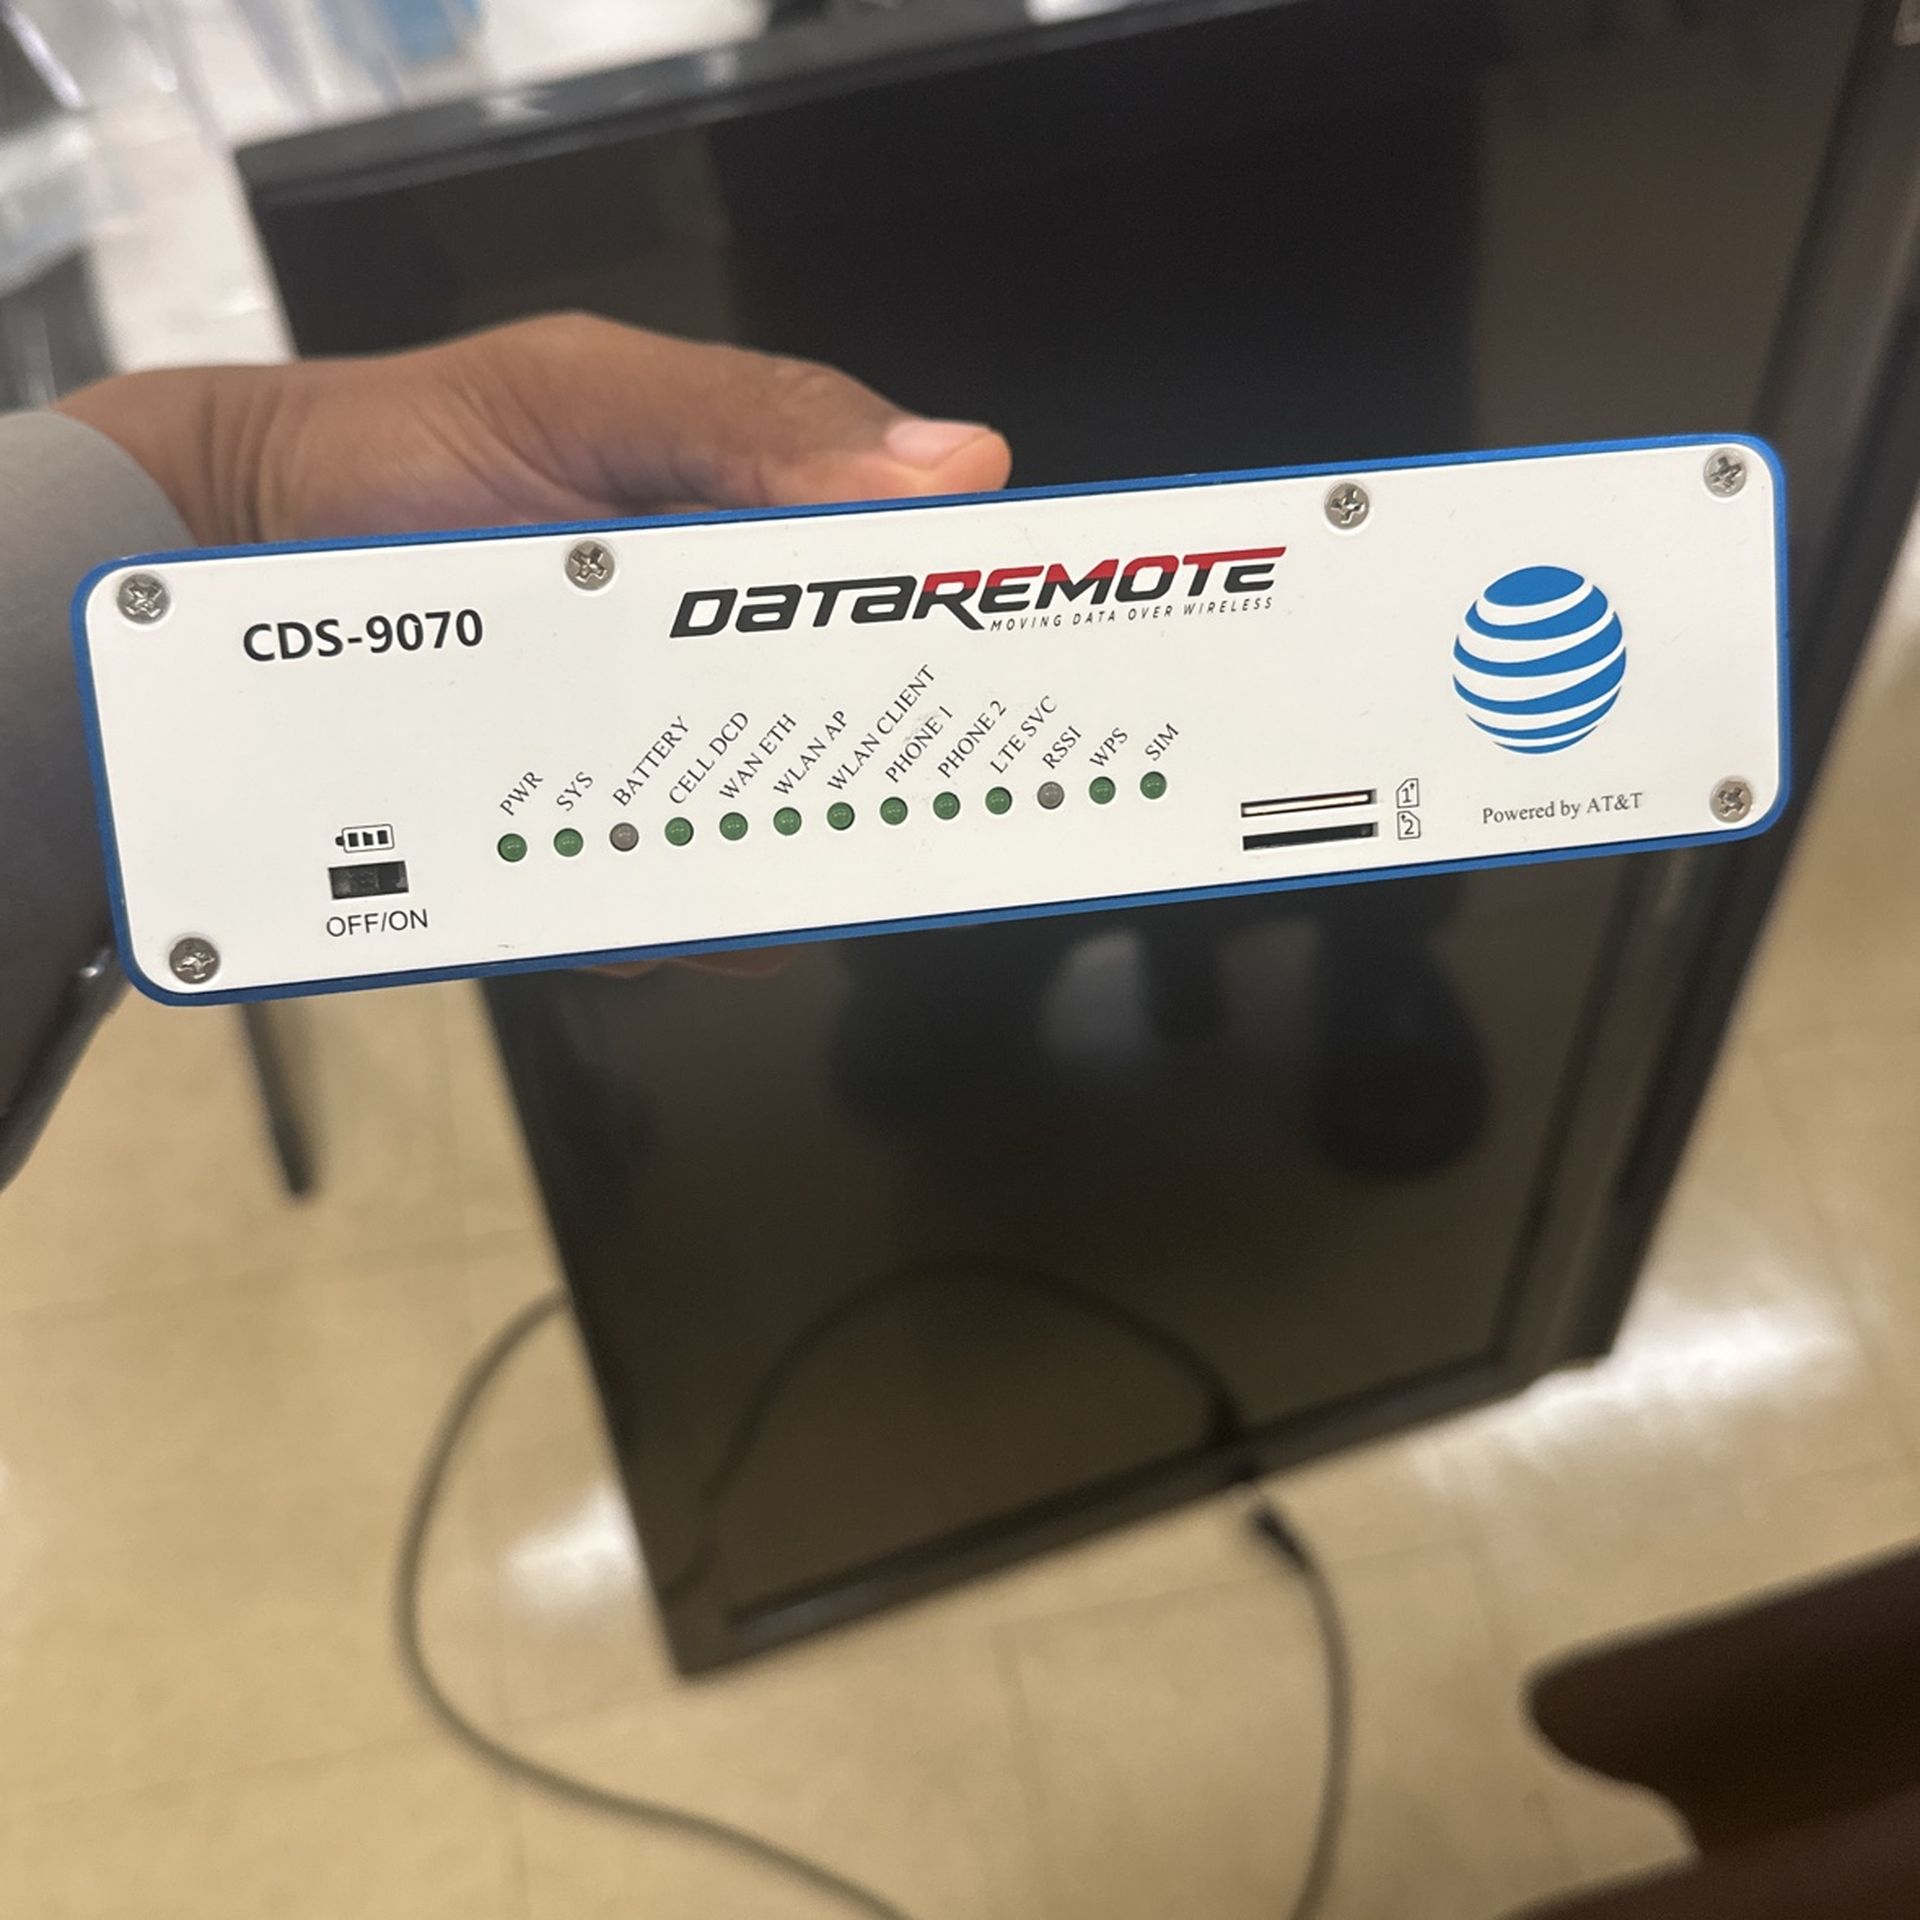 CDS-9070
DATAREMOTE
MOVING DATA OVER WIRELESS
PWR
SYS
BATTERY
CELL DCD
WAN ETH
WLAN AP
WLAN CLIENT
PHONE 1
PHONE 2
LTE SVC
RSSI
WPS
SIM
OFF/ON
1
2
Powered by AT&T